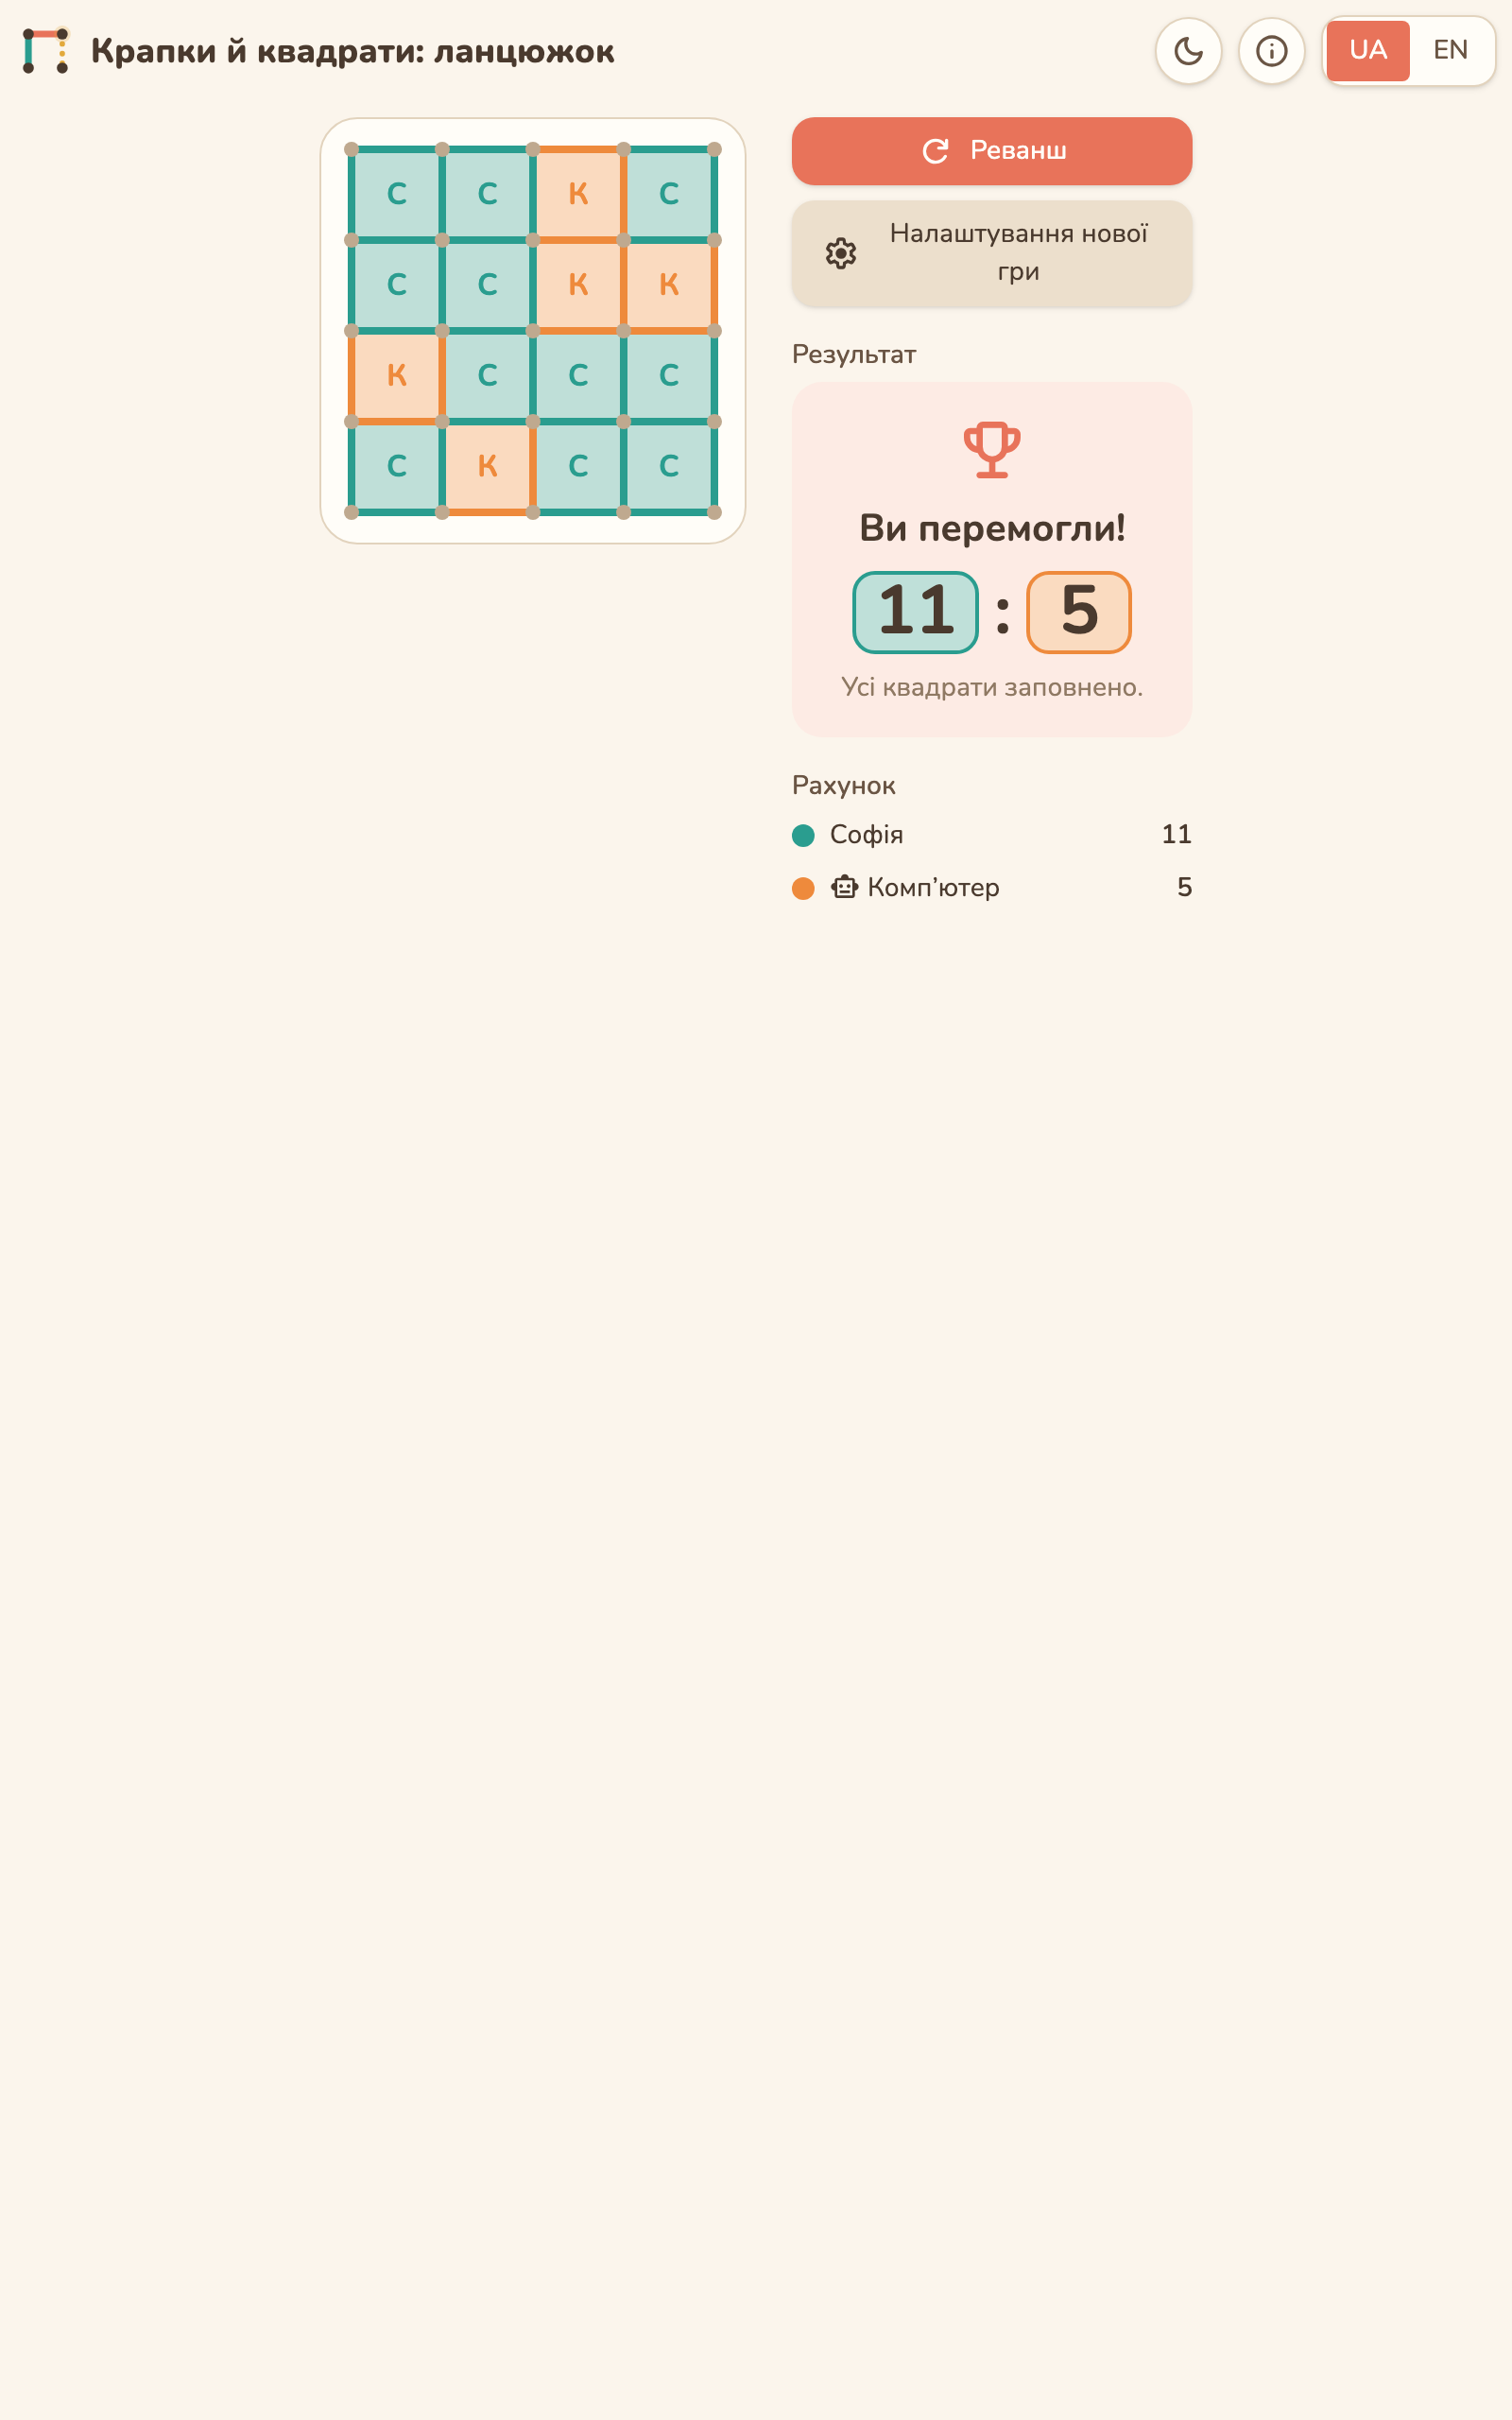 Крапки й квадрати: ланцюжок
UA EN
С С К С
С С К К
К С С С
С К С С
Реванш
Налаштування нової
гри
Результат
Ви перемогли!
11 : 5
Усі квадрати заповнено.
Рахунок
Софія 11
Комп’ютер 5